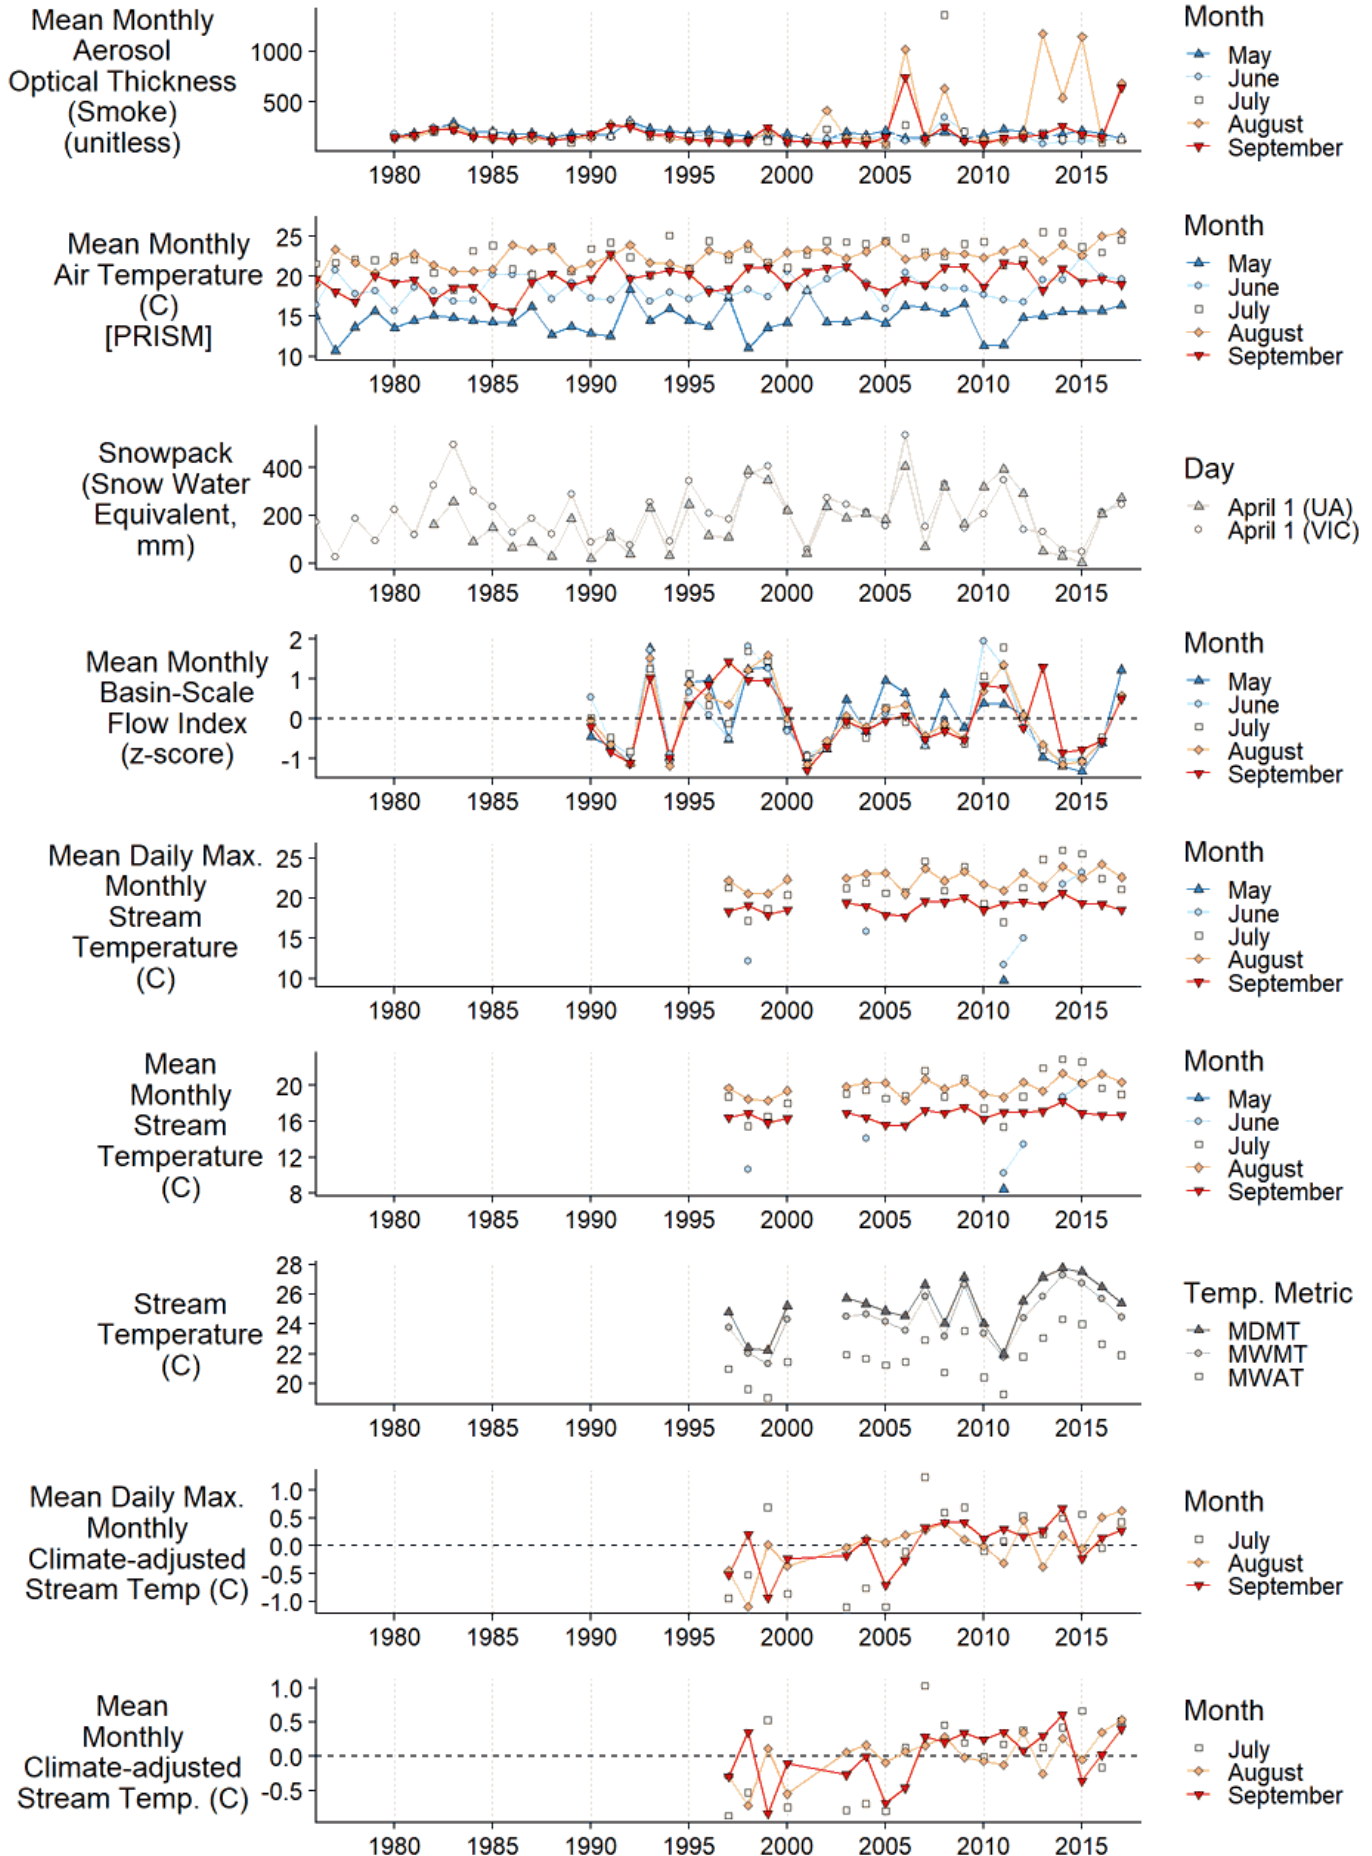 Mean Monthly
Aerosol
Optical Thickness
(Smoke)
(unitless)
1000
500
1980 1985 1990 1995 2000 2005 2010 2015
Month
May
June
July
August
September
Mean Monthly
Air Temperature
(C)
[PRISM]
25
20
15
10
1980 1985 1990 1995 2000 2005 2010 2015
Month
May
June
July
August
September
Snowpack
(Snow Water
Equivalent,
mm)
400
200
0
1980 1985 1990 1995 2000 2005 2010 2015
Day
April 1 (UA)
April 1 (VIC)
Mean Monthly
Basin-Scale
Flow Index
(z-score)
2
1
0
-1
1980 1985 1990 1995 2000 2005 2010 2015
Month
May
June
July
August
September
Mean Daily Max.
Monthly
Stream
Temperature
(C)
25
20
15
10
1980 1985 1990 1995 2000 2005 2010 2015
Month
May
June
July
August
September
Mean
Monthly
Stream
Temperature
(C)
20
16
12
8
1980 1985 1990 1995 2000 2005 2010 2015
Month
May
June
July
August
September
Stream
Temperature
(C)
28
26
24
22
20
1980 1985 1990 1995 2000 2005 2010 2015
Temp. Metric
MDMT
MWMT
MWAT
Mean Daily Max.
Monthly
Climate-adjusted
Stream Temp (C)
1.0
0.5
0.0
-0.5
-1.0
1980 1985 1990 1995 2000 2005 2010 2015
Month
July
August
September
Mean
Monthly
Climate-adjusted
Stream Temp. (C)
1.0
0.5
0.0
-0.5
1980 1985 1990 1995 2000 2005 2010 2015
Month
July
August
September